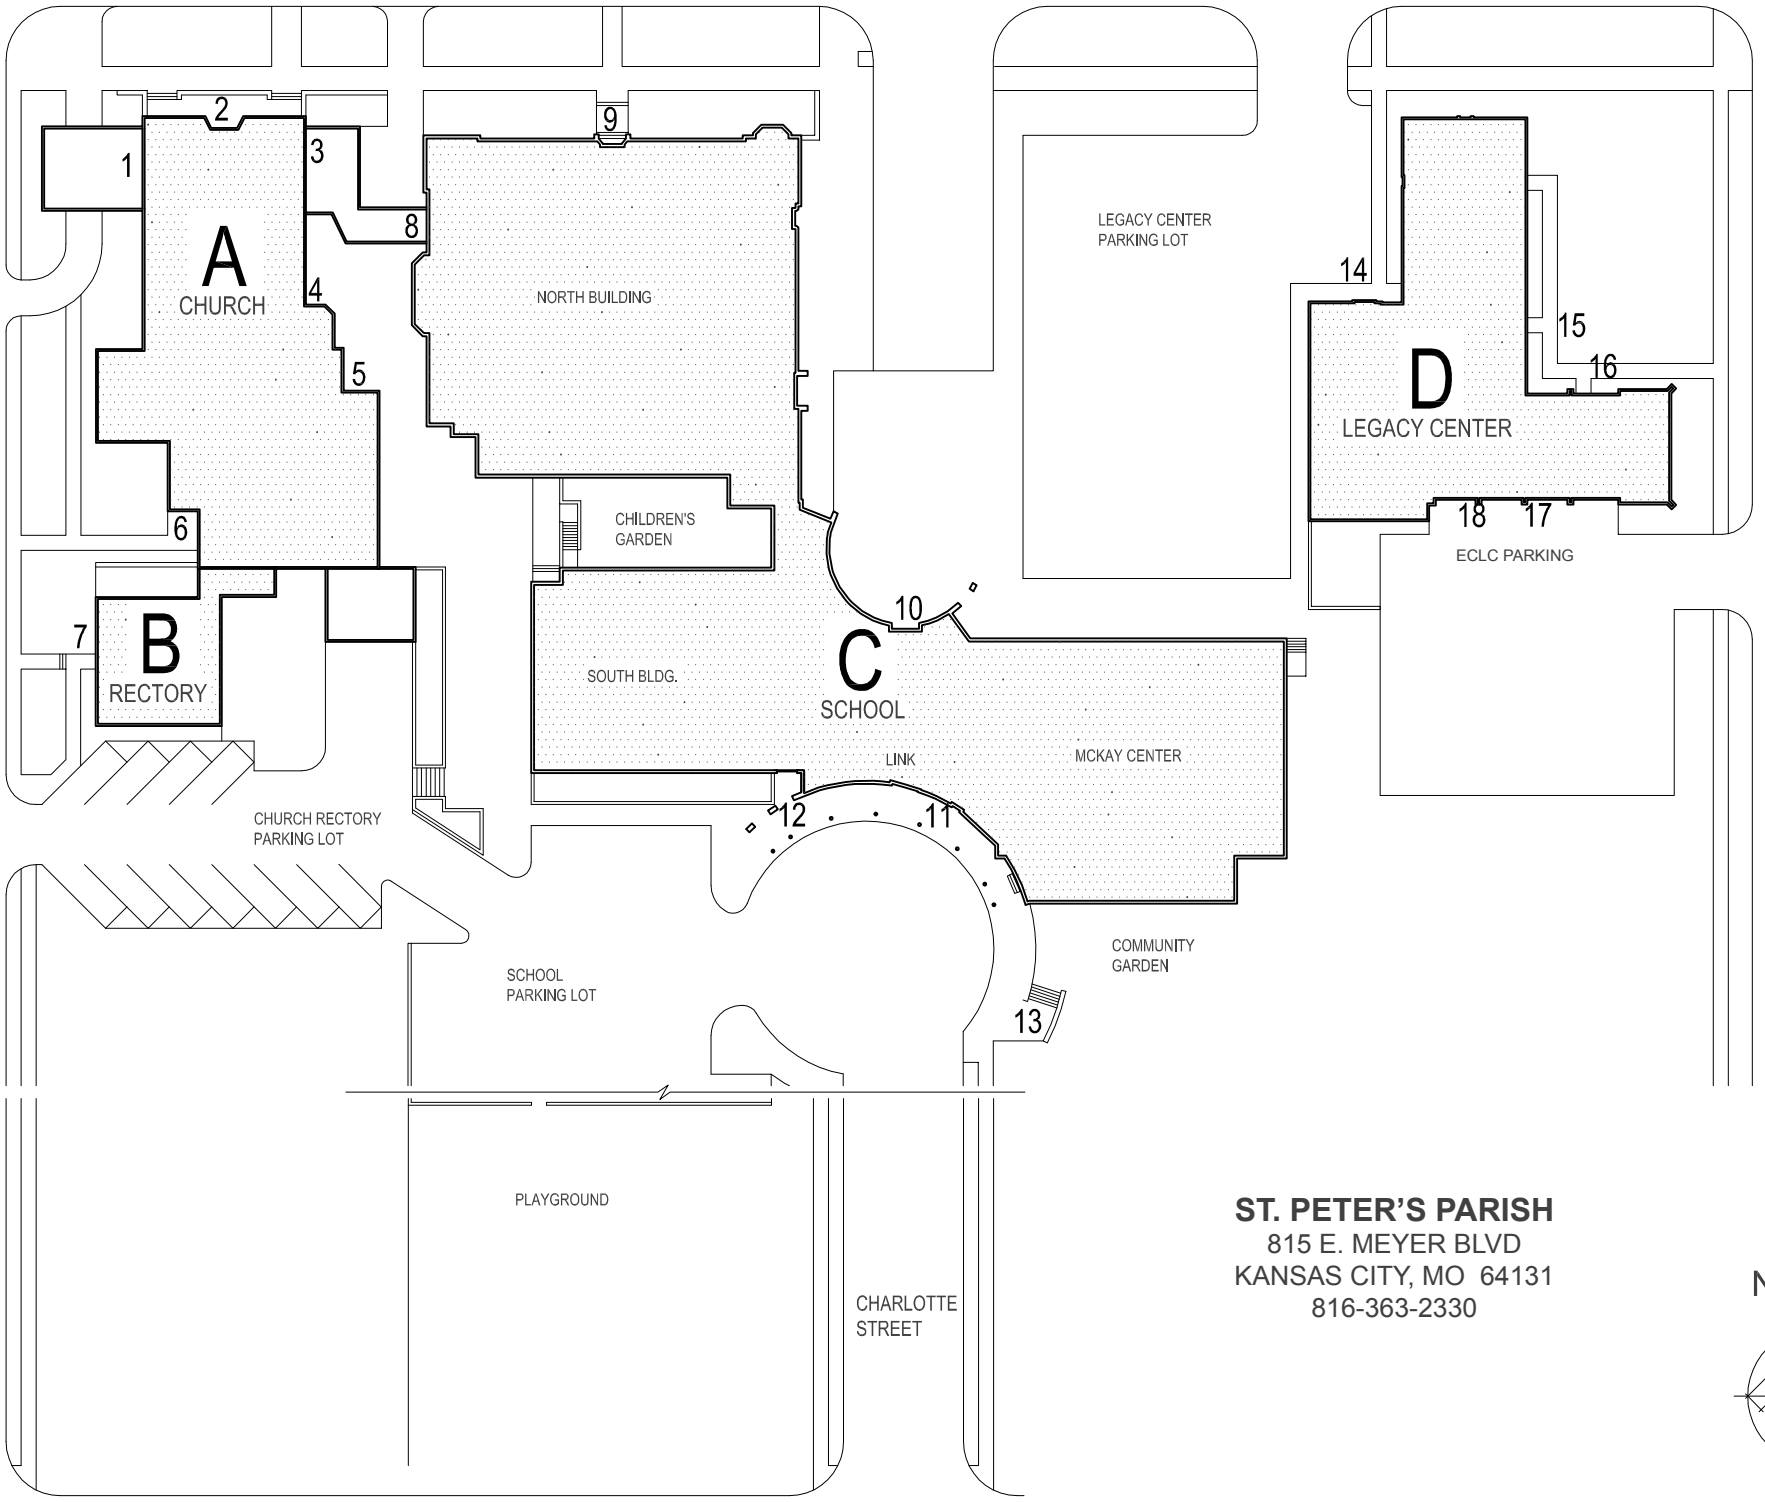 2
9
1
3
8
A
CHURCH
4
5
6
7
B
RECTORY
NORTH BUILDING
CHILDREN'S
GARDEN
LEGACY CENTER
PARKING LOT
14
15
16
D
LEGACY CENTER
18
17
ECLC PARKING
10
C
SCHOOL
SOUTH BLDG.
LINK
MCKAY CENTER
12
11
CHURCH RECTORY
PARKING LOT
SCHOOL
PARKING LOT
COMMUNITY
GARDEN
13
PLAYGROUND
CHARLOTTE
STREET
ST. PETER'S PARISH
815 E. MEYER BLVD
KANSAS CITY, MO 64131
816-363-2330
N